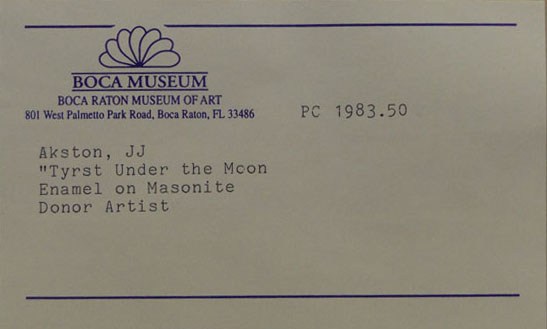 BOCA MUSEUM
BOCA RATON MUSEUM OF ART
801 West Palmetto Park Road, Boca Raton, FL 33486
PC 1983.50
Akston, JJ
"Tyrst Under the Moon
Enamel on Masonite
Donor Artist